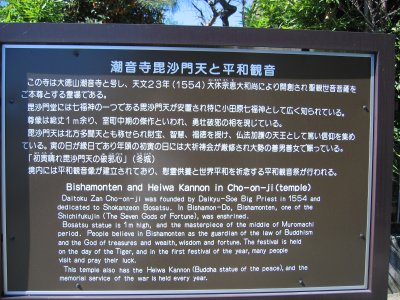 潮音寺毘沙門天と平和観音
この寺は大徳山潮音寺と号し、天文23年(1554)大休宗恵大和尚により開創され聖観世音菩薩を
ご本尊とする霊場である。
毘沙門堂には七福神の一つである毘沙門天が安置され特に小田原七福神として広く知られている。
尊像は総丈1m余り、室町中期の傑作といわれ、勇壮破邪の相を現している。
毘沙門天は北方多聞天とも称せられ財宝、智慧、福徳を授け、仏法加護の天王として篤い信仰を集め
ている。寅の日が縁日であり年頭の初寅の日には大祈祷会が厳修され大勢の善男善女で賑っている。
「初寅晴れ毘沙門天の破邪心」(冬城)
境内には平和観音像が建立されており、慰霊供養と世界平和を祈念する平和観音祭が行われる。
Bishamonten and Heiwa Kannon in Cho-on-ji(temple)
Daitoku Zan Cho-on-ji was founded by Daikyu-Soe Big Priest in 1554 and
dedicated to Shokanzeon Bosatsu. In Bishamon-Do, Bishamonten, one of the
Shichifukujin (The Seven Gods of Fortune), was enshrined.
Bosatsu statue is 1m high, and the masterpiece of the middle of Muromachi
period. People believe in Bishamonten as the guardian of the law of Buddhism
and the God of treasures and wealth, wisdom and fortune. The festival is held
on the day of the Tiger, and in the first festival of the year, many people
visit and pray their luck.
This temple also has the Heiwa Kannon (Buddha statue of the peace), and the
memorial service of the war is held every year.